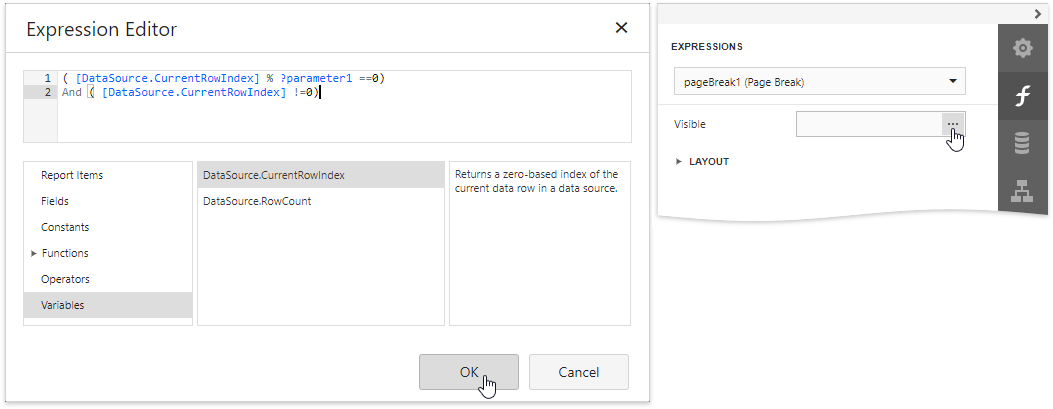 Expression Editor
1 ( [DataSource.CurrentRowIndex] % ?parameter1 ==0)
2 And ( [DataSource.CurrentRowIndex] !=0)
Report Items
Fields
Constants
Functions
Operators
Variables
DataSource.CurrentRowIndex
DataSource.RowCount
Returns a zero-based index of the
current data row in a data source.
OK
Cancel
EXPRESSIONS
pageBreak1 (Page Break)
Visible
...
LAYOUT